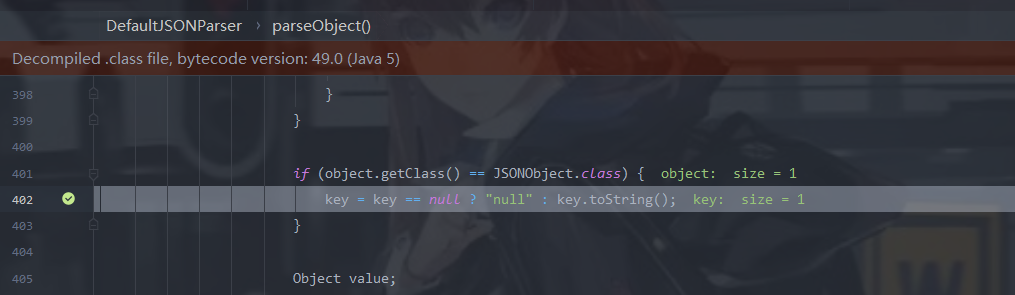 DefaultJSONParser › parseObject()
Decompiled .class file, bytecode version: 49.0 (Java 5)
398 }
399 }
400
401 if (object.getClass() == JSONObject.class) { object: size = 1
402 key = key == null ? "null" : key.toString(); key: size = 1
403 }
404
405 Object value;
W